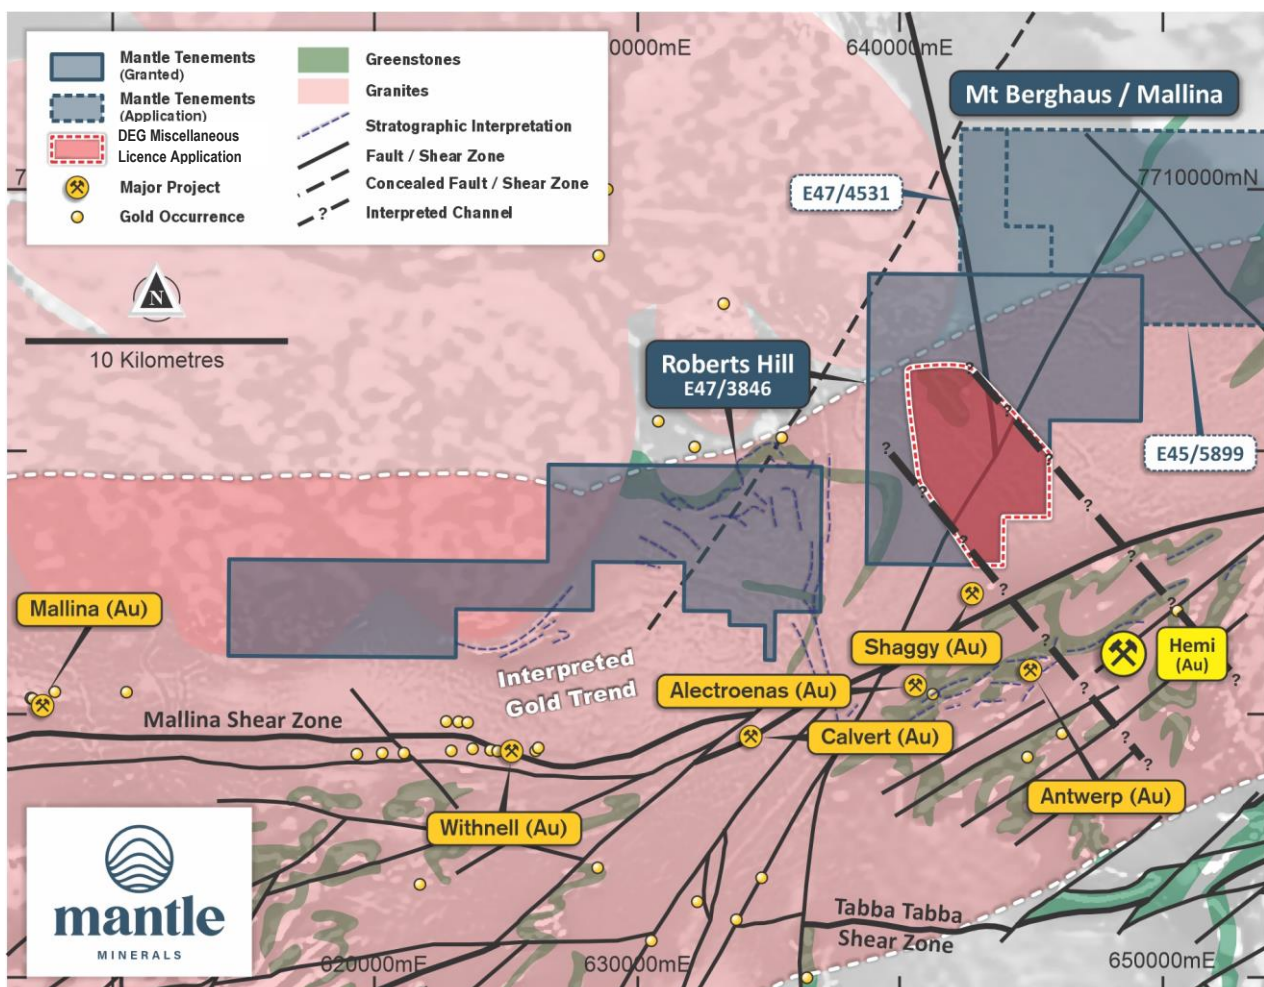 Mantle Tenements
(Granted)
Mantle Tenements
(Application)
DEG Miscellaneous
Licence Application
Major Project
Gold Occurrence
Greenstones
Granites
Stratographic Interpretation
Fault / Shear Zone
Concealed Fault / Shear Zone
?
Interpreted Channel
0000mE
640000mE
Mt Berghaus / Mallina
7
7710000mN
E47/4531
N
10 Kilometres
Roberts Hill
E47/3846
?
?
?
?
E45/5899
?
?
?
?
?
?
?
Mallina (Au)
Shaggy (Au)
Hemi
(Au)
Interpreted
Gold Trend
Alectroenas (Au)
?
?
Mallina Shear Zone
?
Calvert (Au)
?
?
Antwerp (Au)
Withnell (Au)
mantle
MINERALS
Tabba Tabba
Shear Zone
620000mE
630000mE
650000mE